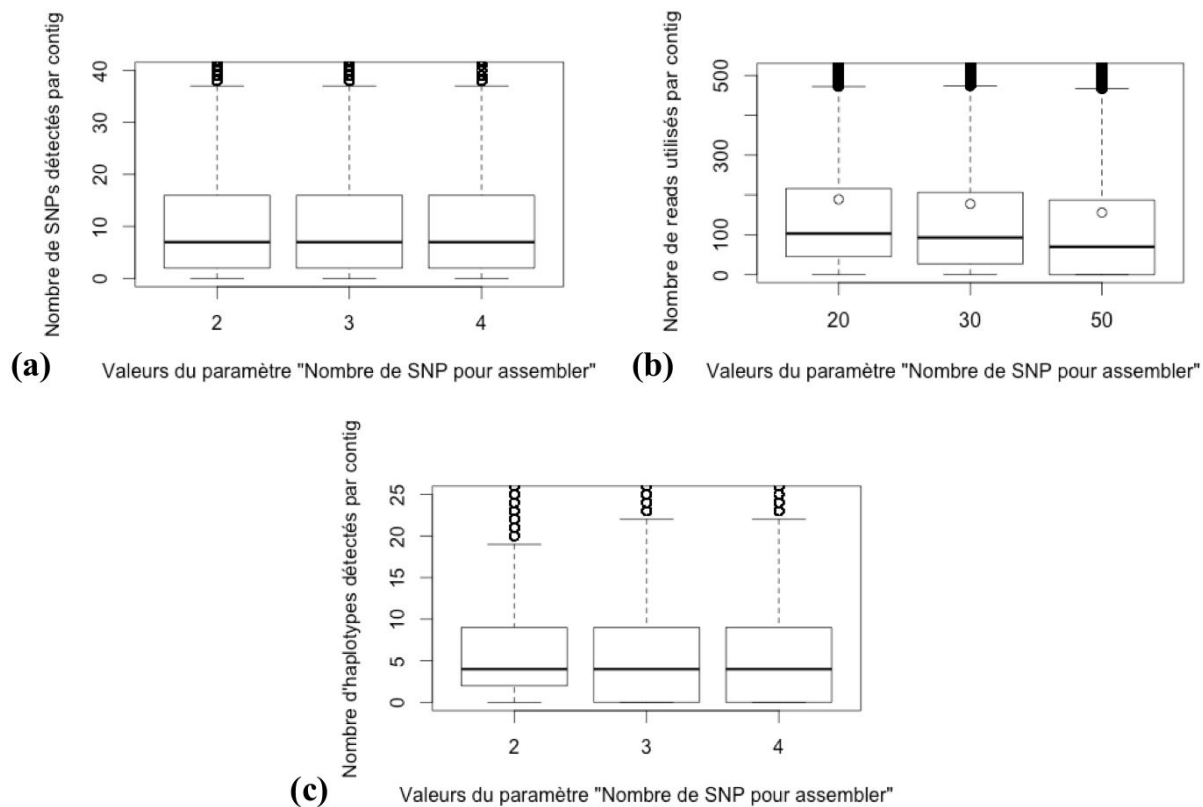 Nombre de SNPs détectés par contig
40
30
20
10
0
2 3 4
(a) Valeurs du paramètre "Nombre de SNP pour assembler"
Nombre de reads utilisés par contig
500
300
100
0
20 30 50
(b) Valeurs du paramètre "Nombre de SNP pour assembler"
Nombre d'haplotypes détectés par contig
25
20
15
10
5
0
2 3 4
(c) Valeurs du paramètre "Nombre de SNP pour assembler"